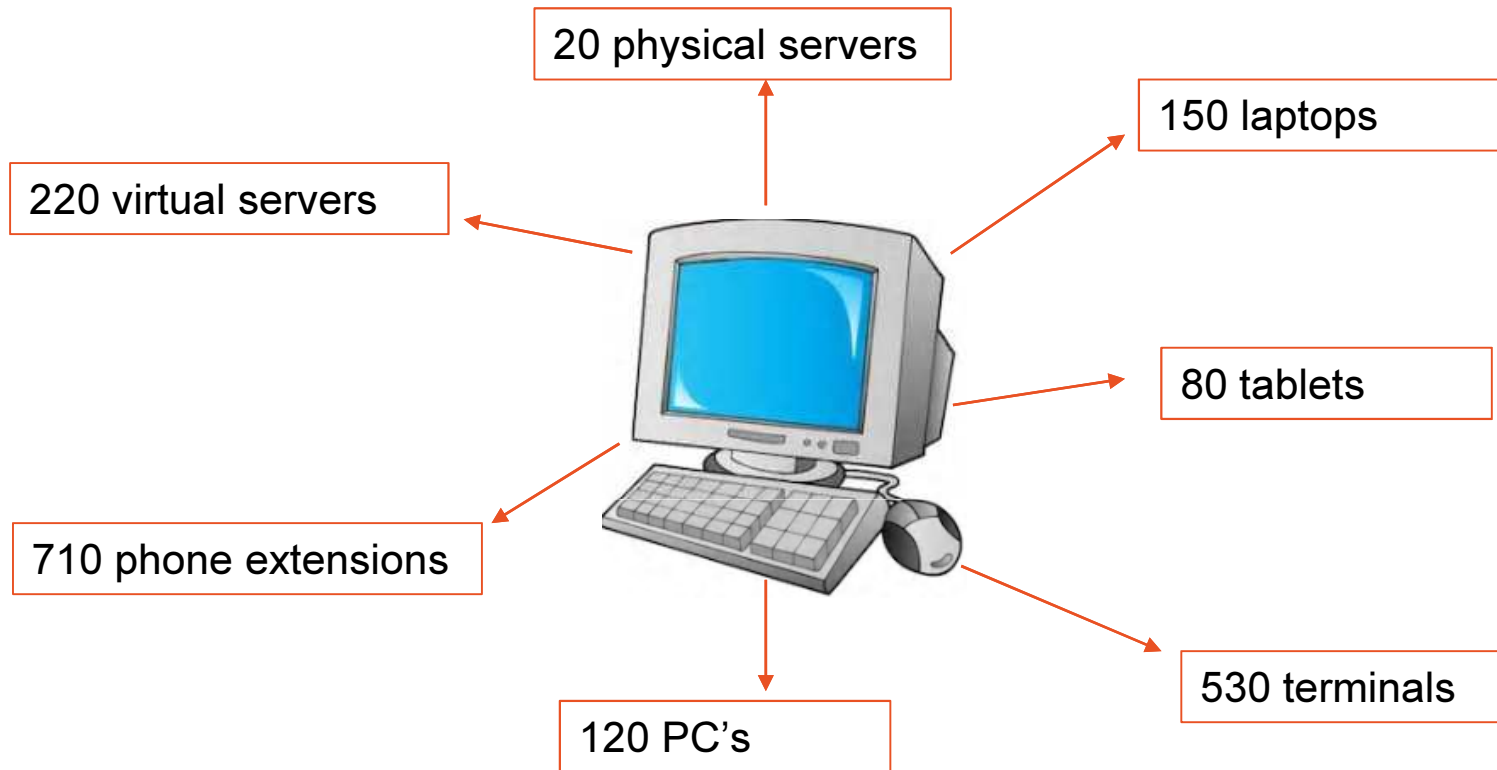 20 physical servers
150 laptops
220 virtual servers
80 tablets
710 phone extensions
530 terminals
120 PC’s